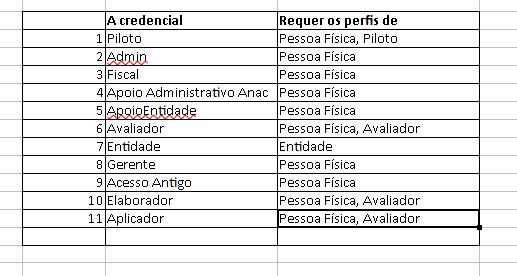 A credencial Requer os perfis de
1 Piloto Pessoa Física, Piloto
2 Admin Pessoa Física
3 Fiscal Pessoa Física
4 Apoio Administrativo Anac Pessoa Física
5 ApoioEntidade Pessoa Física
6 Avaliador Pessoa Física, Avaliador
7 Entidade Entidade
8 Gerente Pessoa Física
9 Acesso Antigo Pessoa Física
10 Elaborador Pessoa Física, Avaliador
11 Aplicador Pessoa Física, Avaliador